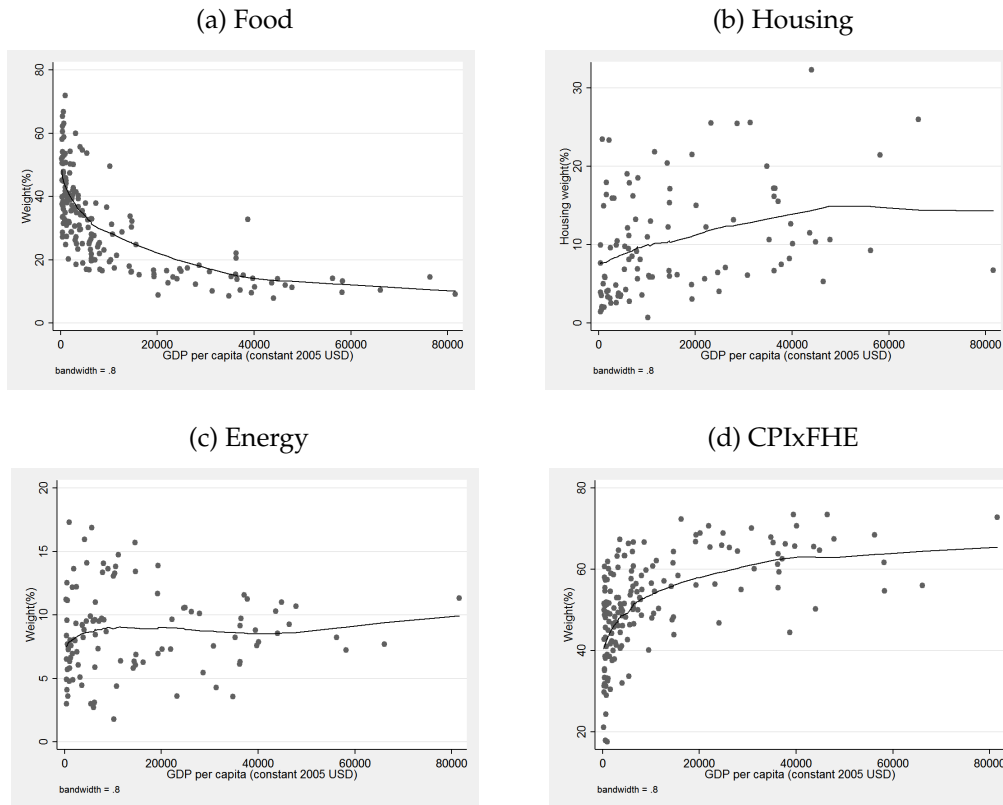 (a) Food
(b) Housing
80
60
40
20
0
Weight(%)
0 20000 40000 60000 80000
GDP per capita (constant 2005 USD)
bandwidth = .8
30
20
10
0
Housing weight(%)
0 20000 40000 60000 80000
GDP per capita (constant 2005 USD)
bandwidth = .8
(c) Energy
(d) CPIxFHE
20
15
10
5
0
Weight(%)
0 20000 40000 60000 80000
GDP per capita (constant 2005 USD)
bandwidth = .8
80
60
40
20
Weight(%)
0 20000 40000 60000 80000
GDP per capita (constant 2005 USD)
bandwidth = .8